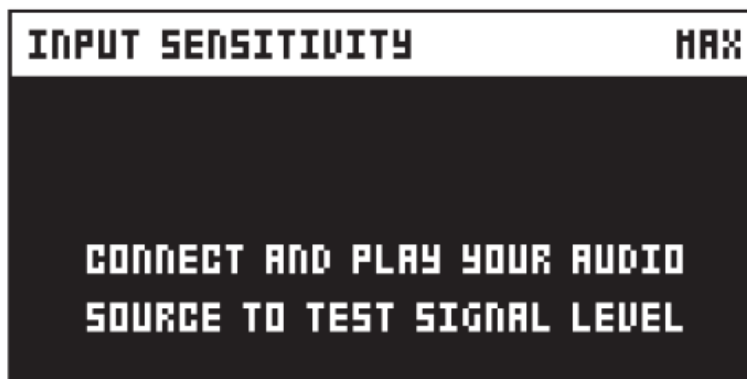 INPUT SENSITIVITY MAX
CONNECT AND PLAY YOUR AUDIO
SOURCE TO TEST SIGNAL LEVEL